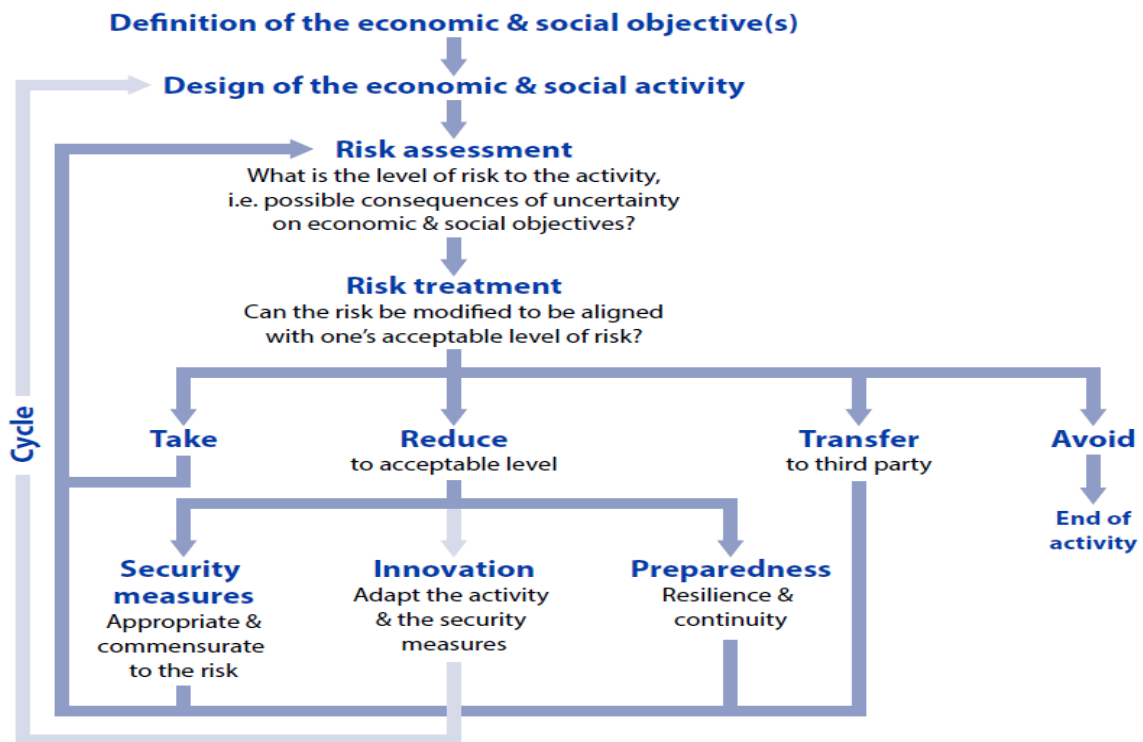 Definition of the economic & social objective(s)
Design of the economic & social activity
Risk assessment
What is the level of risk to the activity,
i.e. possible consequences of uncertainty
on economic & social objectives?
Risk treatment
Can the risk be modified to be aligned
with one’s acceptable level of risk?
Cycle
Take
Reduce
to acceptable level
Transfer
to third party
Avoid
End of
activity
Security
measures
Appropriate &
commensurate
to the risk
Innovation
Adapt the activity
& the security
measures
Preparedness
Resilience &
continuity